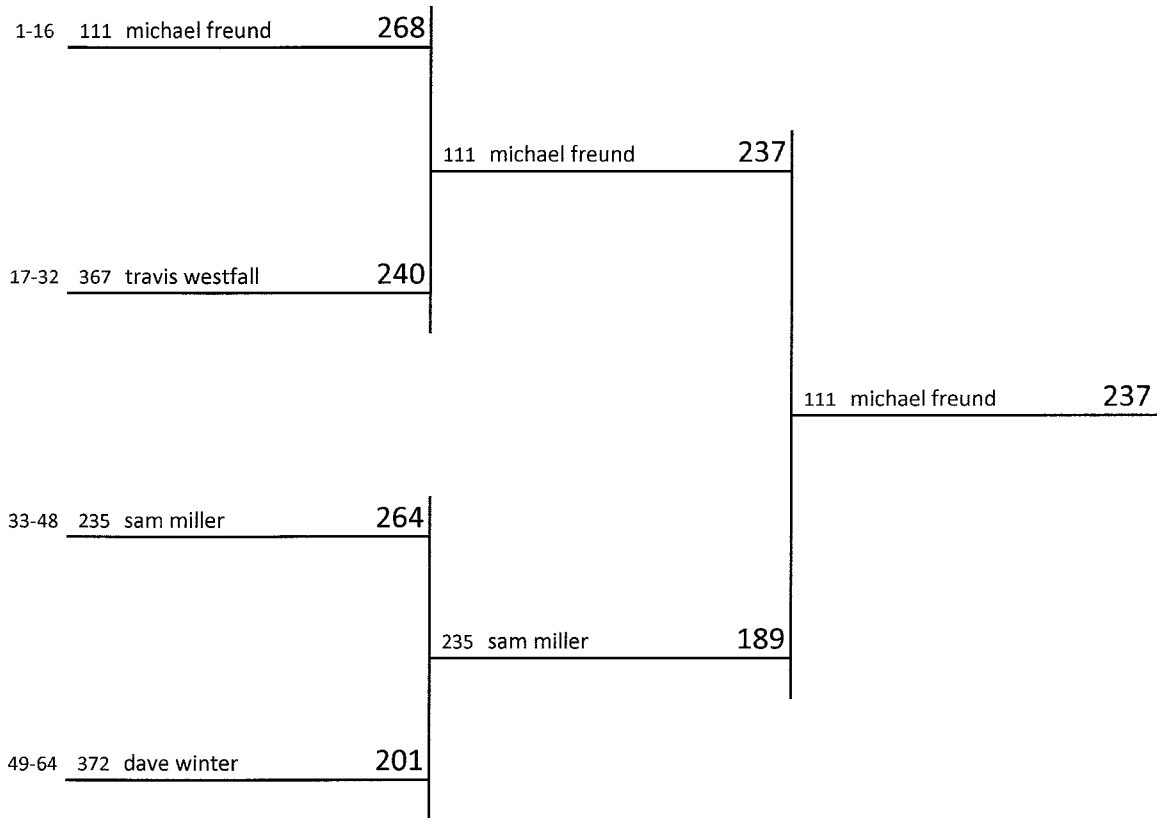 1-16 111 michael freund 268
111 michael freund 237
17-32 367 travis westfall 240
111 michael freund 237
33-48 235 sam miller 264
235 sam miller 189
49-64 372 dave winter 201